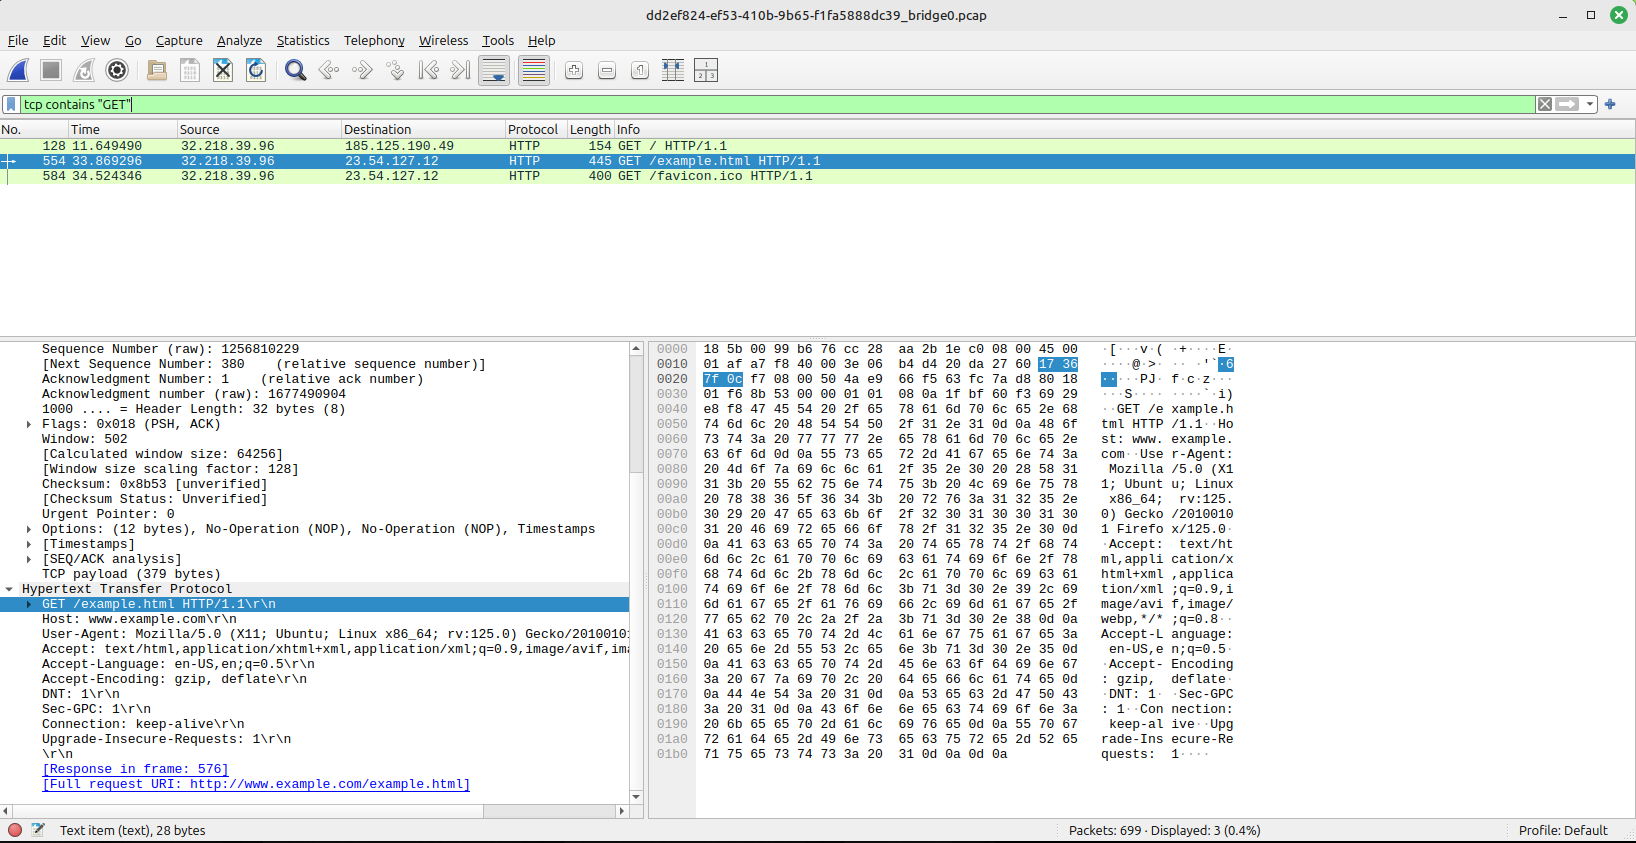 dd2ef824-ef53-410b-9b65-f1fa5888dc39_bridge0.pcap
File Edit View Go Capture Analyze Statistics Telephony Wireless Tools Help
tcp contains "GET"
No. Time Source Destination Protocol Length Info
128 11.649490 32.218.39.96 185.125.190.49 HTTP 154 GET / HTTP/1.1
554 33.869296 32.218.39.96 23.54.127.12 HTTP 445 GET /example.html HTTP/1.1
584 34.524346 32.218.39.96 23.54.127.12 HTTP 400 GET /favicon.ico HTTP/1.1
Sequence Number (raw): 1256810229
[Next Sequence Number: 380 (relative sequence number)]
Acknowledgment Number: 1 (relative ack number)
Acknowledgment number (raw): 1677490904
1000 .... = Header Length: 32 bytes (8)
Flags: 0x018 (PSH, ACK)
Window: 502
[Calculated window size: 64256]
[Window size scaling factor: 128]
Checksum: 0x8b53 [unverified]
[Checksum Status: Unverified]
Urgent Pointer: 0
Options: (12 bytes), No-Operation (NOP), No-Operation (NOP), Timestamps
[Timestamps]
[SEQ/ACK analysis]
TCP payload (379 bytes)
Hypertext Transfer Protocol
GET /example.html HTTP/1.1\r\n
Host: www.example.com\r\n
User-Agent: Mozilla/5.0 (X11; Ubuntu; Linux x86_64; rv:125.0) Gecko/2010010
Accept: text/html,application/xhtml+xml,application/xml;q=0.9,image/avif,im
Accept-Language: en-US,en;q=0.5\r\n
Accept-Encoding: gzip, deflate\r\n
DNT: 1\r\n
Sec-GPC: 1\r\n
Connection: keep-alive\r\n
Upgrade-Insecure-Requests: 1\r\n
\r\n
[Response in frame: 576]
[Full request URI: http://www.example.com/example.html]
0000 18 5b 00 99 b6 76 cc 28 aa 2b 1e c0 08 00 45 00 ·[···v·( ·+····E·
0010 01 af a7 f8 40 00 3e 06 b4 d4 20 da 27 60 17 36 ····@·>· ·· ·'`·6
0020 7f 0c f7 08 00 50 4a e9 66 f5 63 fc 7a d8 80 18 ·····PJ· f·c·z···
0030 01 f6 8b 53 00 00 01 01 08 0a 1f bf 60 f3 69 29 ···S···· ····`·i)
0040 e8 f8 47 45 54 20 2f 65 78 61 6d 70 6c 65 2e 68 ··GET /e xample.h
0050 74 6d 6c 20 48 54 54 50 2f 31 2e 31 0d 0a 48 6f tml HTTP /1.1··Ho
0060 73 74 3a 20 77 77 77 2e 65 78 61 6d 70 6c 65 2e st: www. example.
0070 63 6f 6d 0d 0a 55 73 65 72 2d 41 67 65 6e 74 3a com··Use r-Agent:
0080 20 4d 6f 7a 69 6c 6c 61 2f 35 2e 30 20 28 58 31 Mozilla /5.0 (X1
0090 31 3b 20 55 62 75 6e 74 75 3b 20 4c 69 6e 75 78 1; Ubunt u; Linux
00a0 20 78 38 36 5f 36 34 3b 20 72 76 3a 31 32 35 2e x86_64; rv:125.
00b0 30 29 20 47 65 63 6b 6f 2f 32 30 31 30 30 31 30 0) Gecko /2010010
00c0 31 20 46 69 72 65 66 6f 78 2f 31 32 35 2e 30 0d 1 Firefo x/125.0·
00d0 0a 41 63 63 65 70 74 3a 20 74 65 78 74 2f 68 74 ·Accept: text/ht
00e0 6d 6c 2c 61 70 70 6c 69 63 61 74 69 6f 6e 2f 78 ml,appli cation/x
00f0 68 74 6d 6c 2b 78 6d 6c 2c 61 70 70 6c 69 63 61 html+xml ,applica
0100 74 69 6f 6e 2f 78 6d 6c 3b 71 3d 30 2e 39 2c 69 tion/xml ;q=0.9,i
0110 6d 61 67 65 2f 61 76 69 66 2c 69 6d 61 67 65 2f mage/avi f,image/
0120 77 65 62 70 2c 2a 2f 2a 3b 71 3d 30 2e 38 0d 0a webp,*/* ;q=0.8··
0130 41 63 63 65 70 74 2d 4c 61 6e 67 75 61 67 65 3a Accept-L anguage:
0140 20 65 6e 2d 55 53 2c 65 6e 3b 71 3d 30 2e 35 0d en-US,e n;q=0.5·
0150 0a 41 63 63 65 70 74 2d 45 6e 63 6f 64 69 6e 67 ·Accept- Encoding
0160 3a 20 67 7a 69 70 2c 20 64 65 66 6c 61 74 65 0d : gzip, deflate·
0170 0a 44 4e 54 3a 20 31 0d 0a 53 65 63 2d 47 50 43 ·DNT: 1· ·Sec-GPC
0180 3a 20 31 0d 0a 43 6f 6e 6e 65 63 74 69 6f 6e 3a : 1··Con nection:
0190 20 6b 65 65 70 2d 61 6c 69 76 65 0d 0a 55 70 67 keep-al ive··Upg
01a0 72 61 64 65 2d 49 6e 73 65 63 75 72 65 2d 52 65 rade-Ins ecure-Re
01b0 71 75 65 73 74 73 3a 20 31 0d 0a 0d 0a quests: 1····
Text item (text), 28 bytes Packets: 699 · Displayed: 3 (0.4%) Profile: Default